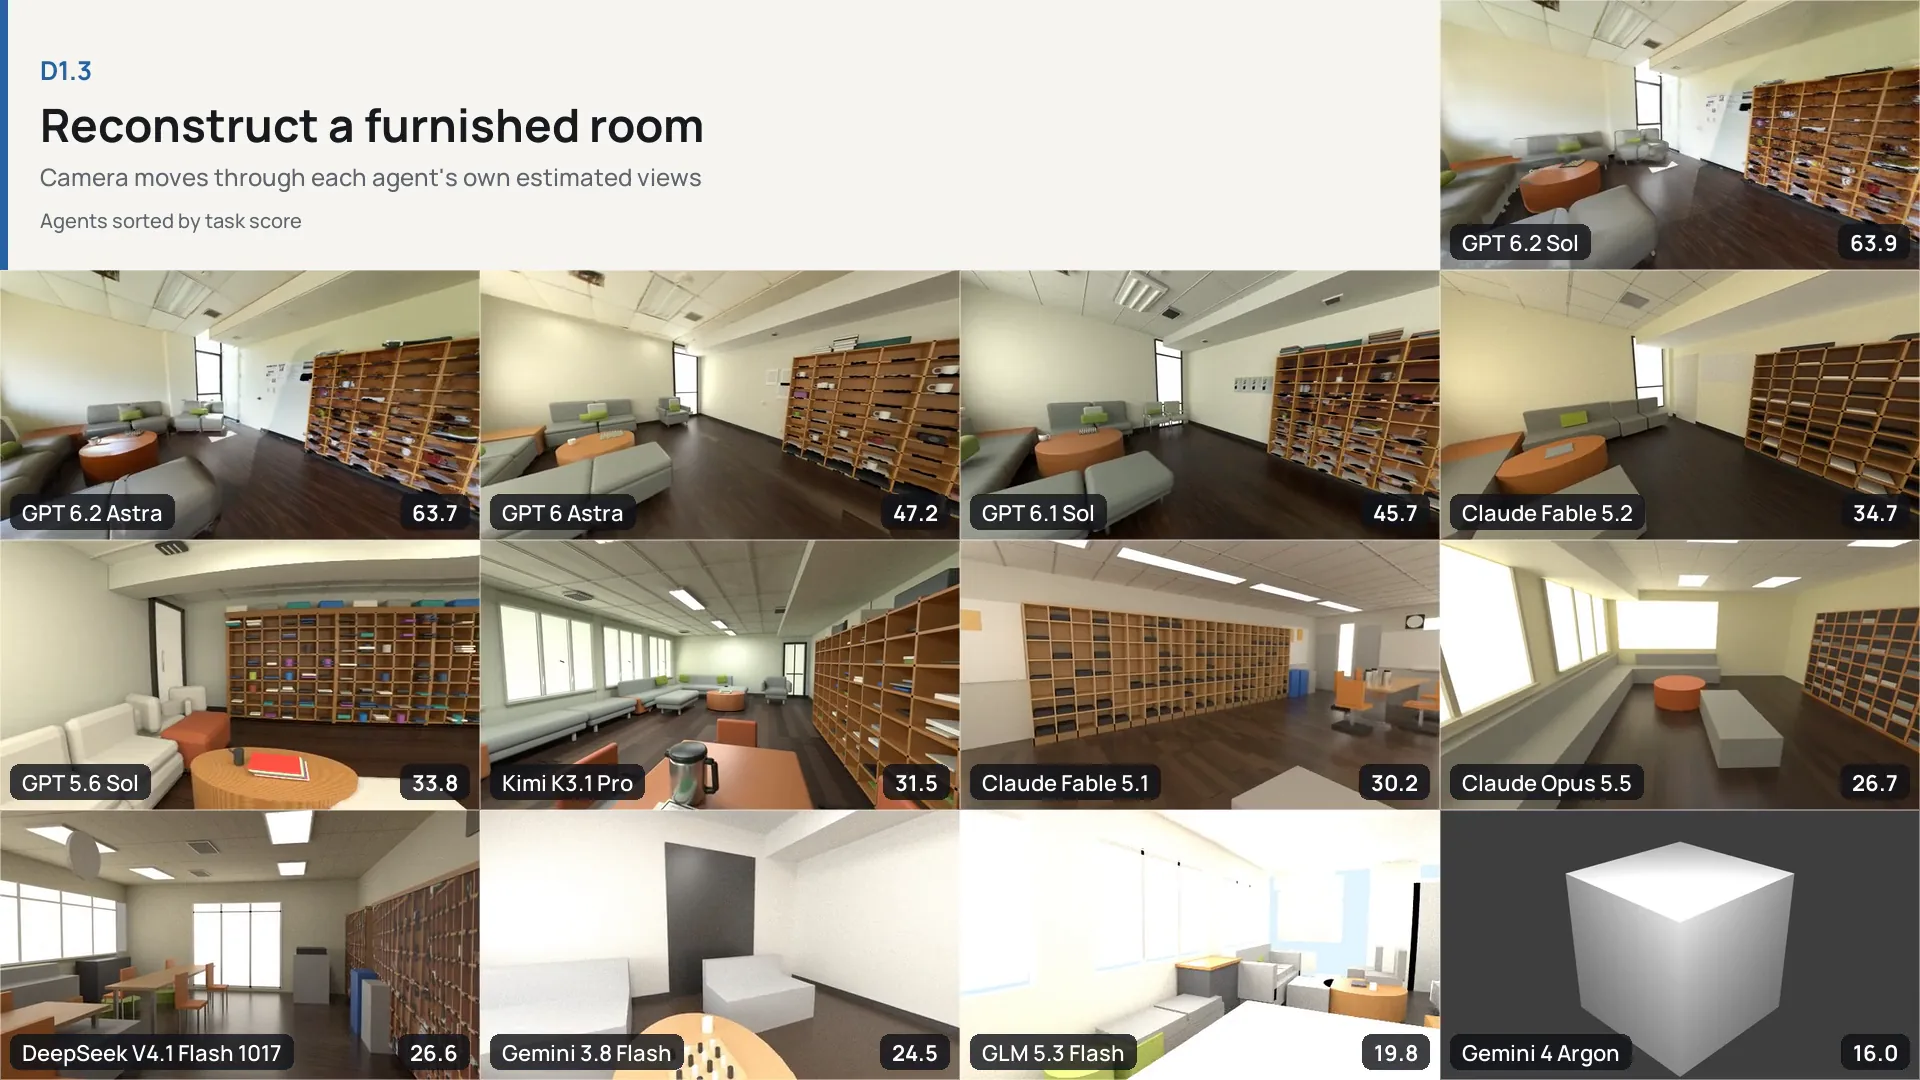 D1.3
Reconstruct a furnished room
Camera moves through each agent's own estimated views
Agents sorted by task score
GPT 6.2 Sol
63.9
GPT 6.2 Astra
63.7
GPT 6 Astra
47.2
GPT 6.1 Sol
45.7
Claude Fable 5.2
34.7
GPT 5.6 Sol
33.8
Kimi K3.1 Pro
31.5
Claude Fable 5.1
30.2
Claude Opus 5.5
26.7
DeepSeek V4.1 Flash 1017
26.6
Gemini 3.8 Flash
24.5
GLM 5.3 Flash
19.8
Gemini 4 Argon
16.0